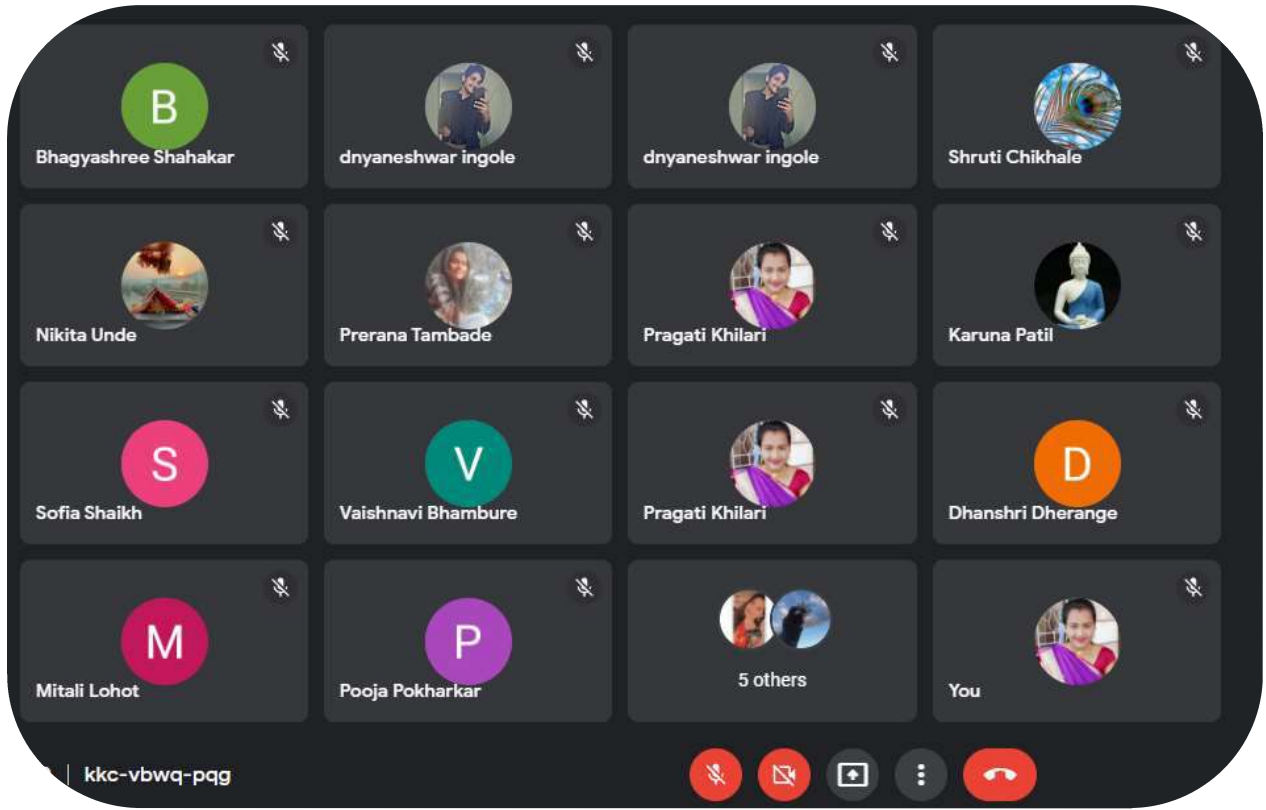 B
Bhagyashree Shahakar
dnyaneshwar ingole
dnyaneshwar ingole
Shruti Chikhale
Nikita Unde
Prerana Tambade
Pragati Khilari
Karuna Patil
S
Sofia Shaikh
V
Vaishnavi Bhambure
Pragati Khilari
D
Dhanshri Dherange
M
Mitali Lohot
P
Pooja Pokharkar
5 others
You
| kkc-vbwq-pqg